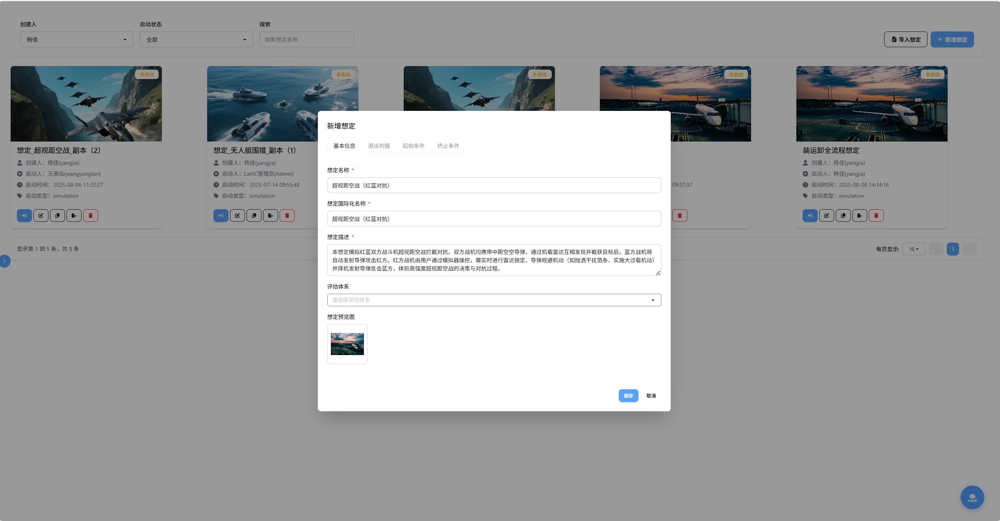 创建人
启动状态
搜索
杨佳
全部
搜索想定名称
导入想定
新增想定
未启动
未启动
未启动
未启动
未启动
想定_超视距空战_副本（2）
创建人：杨佳(yangjia)
启动人：王勇坛(wangyongtan)
启动时间：2025-08-06 11:33:27
启动类型：simulation
想定_无人艇围猎_副本（1）
创建人：杨佳(yangjia)
启动人：LaViC管理员(Admin)
启动时间：2025-07-14 09:55:48
启动类型：simulation
09:37:37
装运卸全流程想定
创建人：杨佳(yangjia)
启动人：杨佳(yangjia)
启动时间：2025-08-08 14:14:16
启动类型：simulation
显示第 1 到 5 条，共 5 条
每页显示:
10
1
新增想定
基本信息
退出判据
起始条件
终止条件
想定名称 *
超视距空战（红蓝对抗）
想定国际化名称 *
超视距空战（红蓝对抗）
想定描述 *
本想定模拟红蓝双方战斗机超视距空战拦截对抗。双方战机均携带中距空空导弹，通过机载雷达互相发现并截获目标后，蓝方战机将
自动发射导弹攻击红方。红方战机由用户通过模拟器操控，需实时进行雷达锁定、导弹规避机动（如抛洒干扰箔条、实施大过载机动）
并择机发射导弹反击蓝方，体验高强度超视距空战的决策与对抗过程。
评估体系
请选择评估体系
想定预览图
保存
取消
AI助手